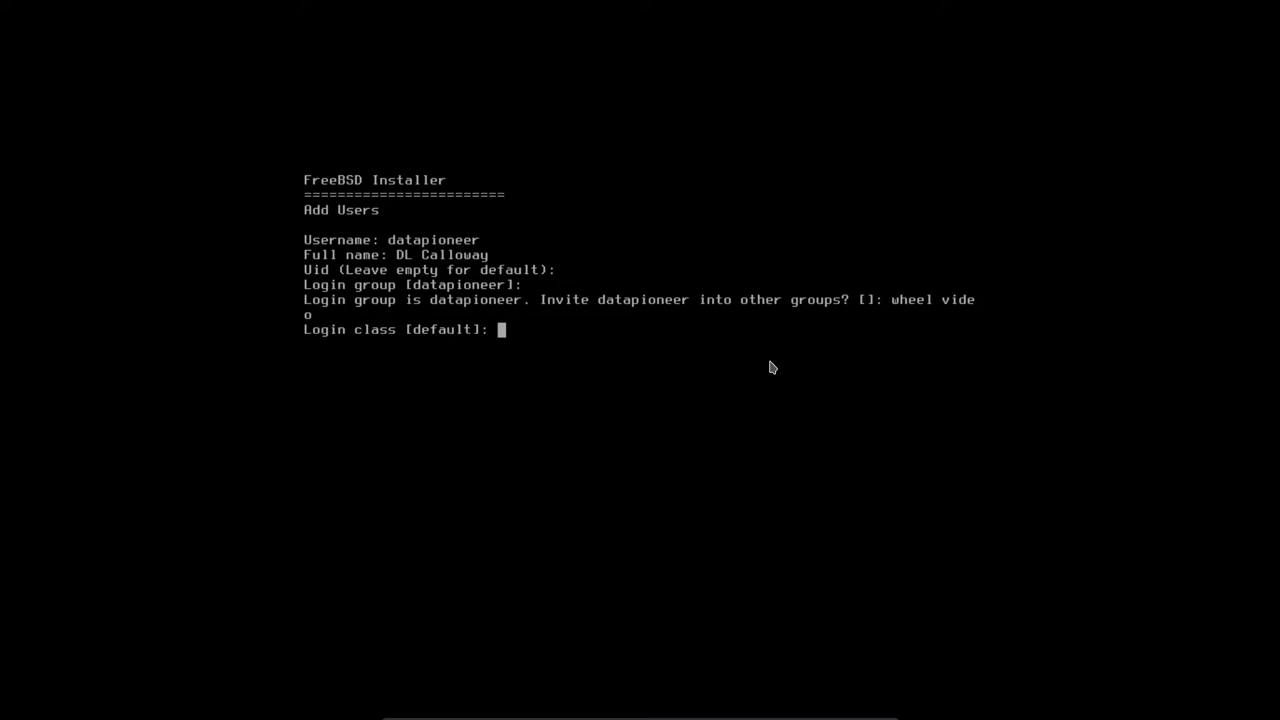 FreeBSD Installer
========================
Add Users
Username: datapioneer
Full name: DL Calloway
Uid (Leave empty for default):
Login group [datapioneer]:
Login group is datapioneer. Invite datapioneer into other groups? []: wheel vide
o
Login class [default]: